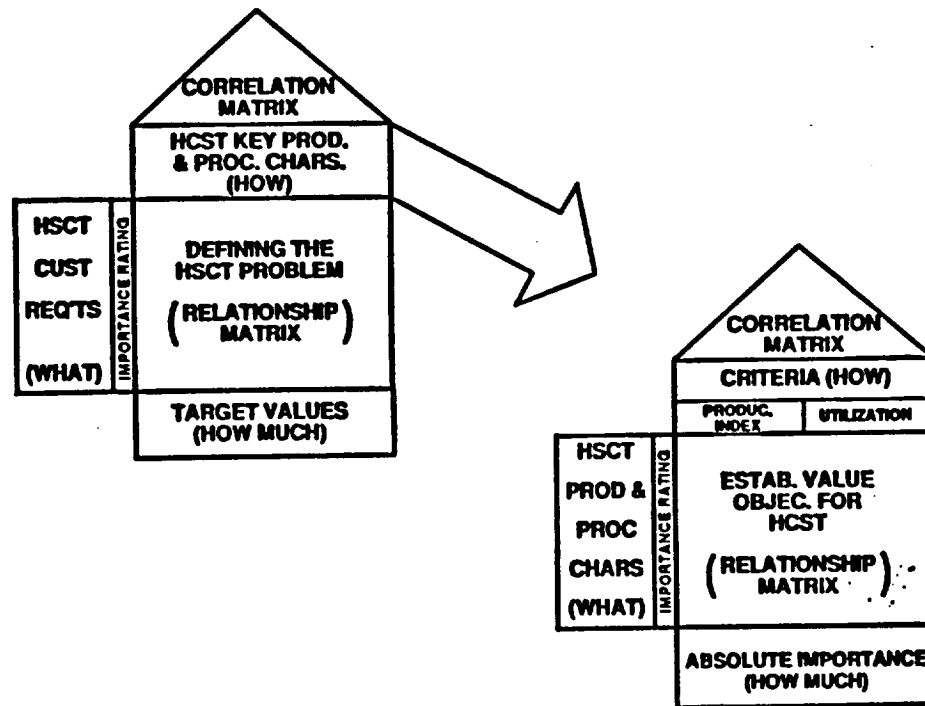 CORRELATION
MATRIX
HCST KEY PROD.
& PROC. CHARS.
(HOW)
HSCT
CUST
REQ'TS
(WHAT)
IMPORTANCE RATING
DEFINING THE
HSCT PROBLEM
(RELATIONSHIP
MATRIX)
TARGET VALUES
(HOW MUCH)
CORRELATION
MATRIX
CRITERIA (HOW)
PRODUC.
INDEX
UTILIZATION
HSCT
PROD &
PROC
CHARS
(WHAT)
IMPORTANCE RATING
ESTAB. VALUE
OBJEC. FOR
HCST
(RELATIONSHIP
MATRIX)
ABSOLUTE IMPORTANCE
(HOW MUCH)